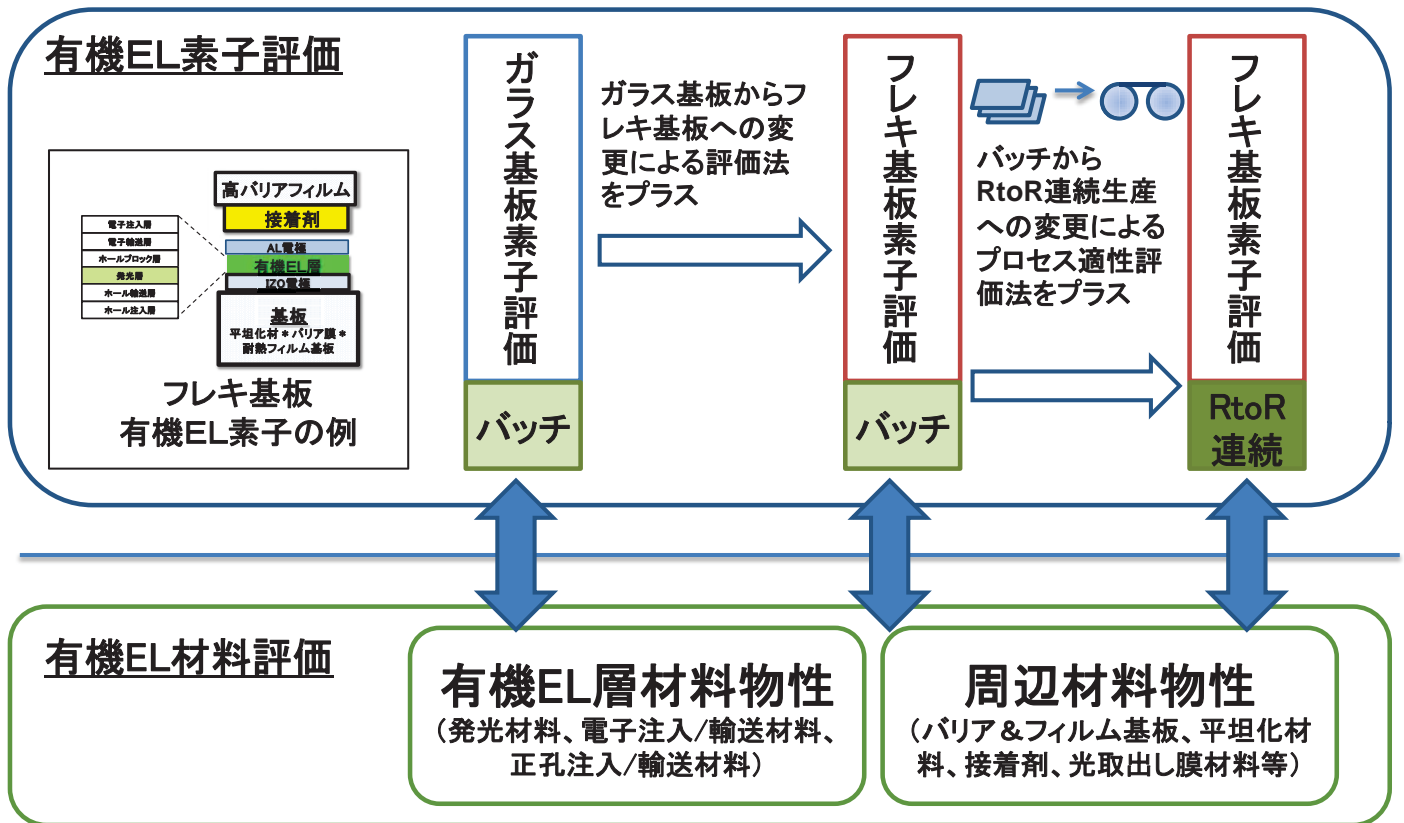 有機EL素子評価
高バリアフィルム
接着剤
AL電極
有機EL層
IZO電極
基板
平坦化材*バリア膜*
耐熱フィルム基板
電子注入層
電子輸送層
ホールブロック層
発光層
ホール輸送層
ホール注入層
フレキ基板
有機EL素子の例
ガラス基板素子評価
バッチ
ガラス基板からフ
レキ基板への変
更による評価法
をプラス
フレキ基板素子評価
バッチ
バッチから
RtoR連続生産
への変更による
プロセス適性評
価法をプラス
フレキ基板素子評価
RtoR
連続
有機EL材料評価
有機EL層材料物性
（発光材料、電子注入/輸送材料、
正孔注入/輸送材料）
周辺材料物性
（バリア＆フィルム基板、平坦化材
料、接着剤、光取出し膜材料等）